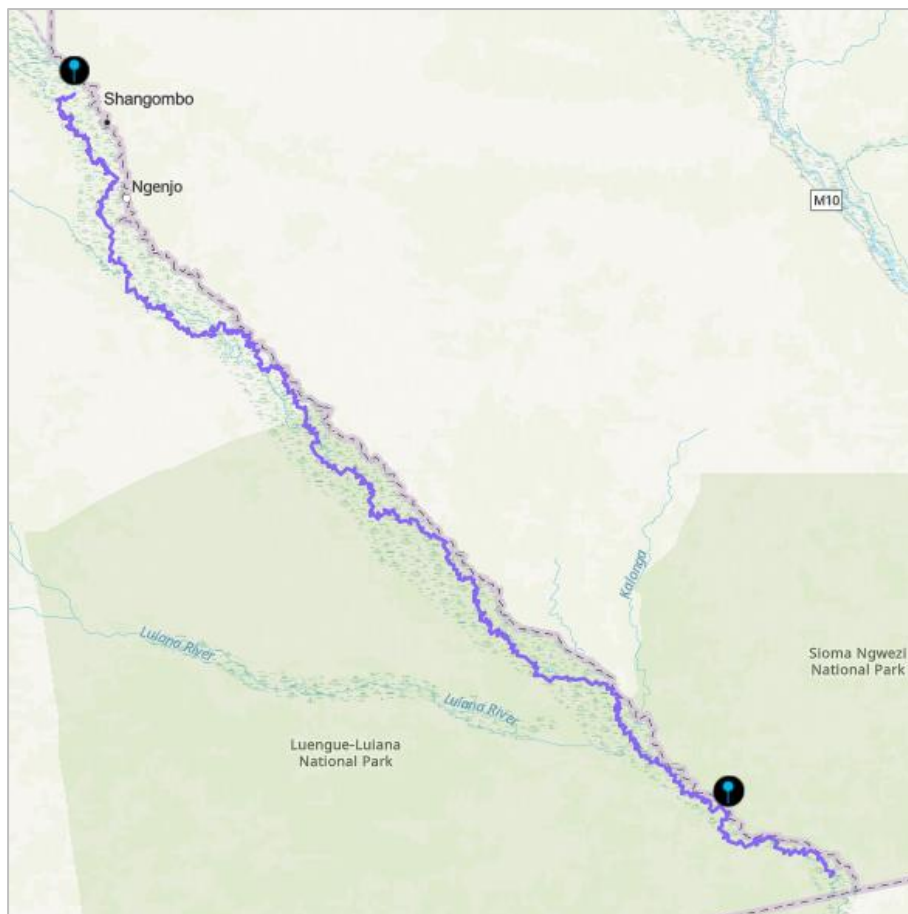 Shangombo
Ngenjo
M10
Kalonga
Luiana River
Sioma Ngwezi
National Park
Luiana River
Luengue-Luiana
National Park